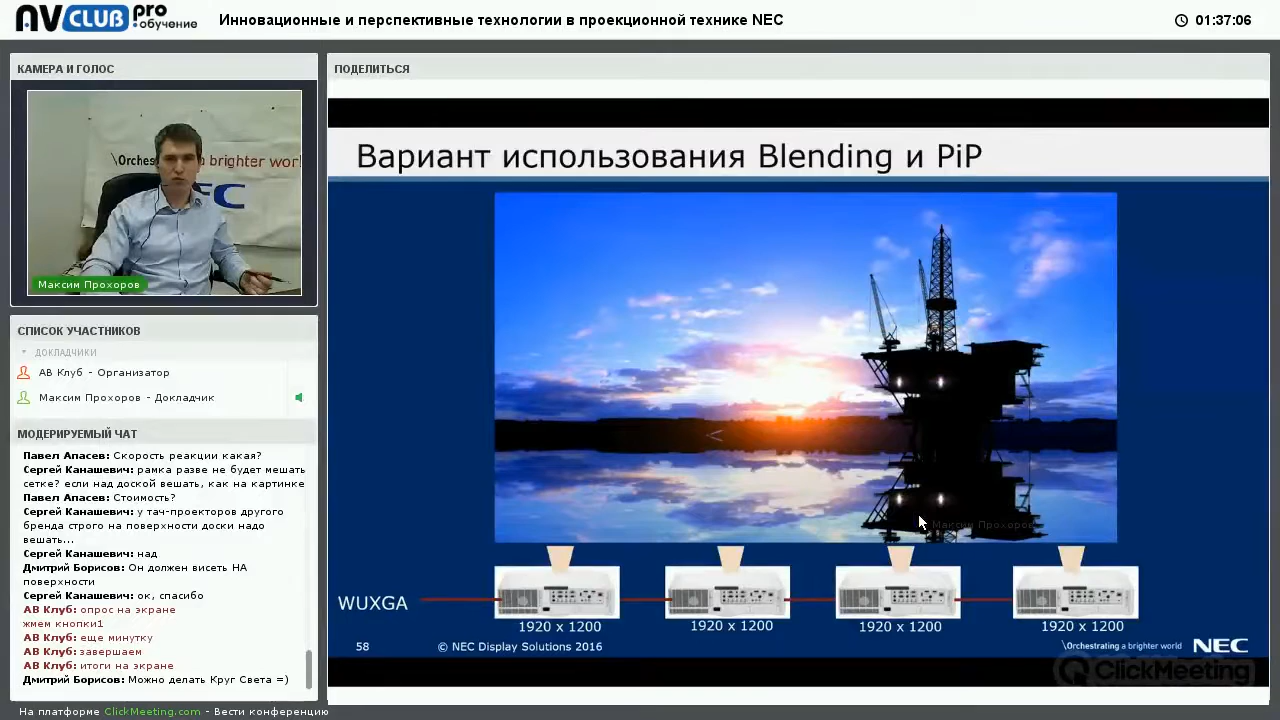 AV CLUB pro :обучение
Инновационные и перспективные технологии в проекционной технике NEC
01:37:06
КАМЕРА И ГОЛОС
\Orches a brighter worl
EC
Максим Прохоров
СПИСОК УЧАСТНИКОВ
ДОКЛАДЧИКИ
АВ Клуб - Организатор
Максим Прохоров - Докладчик
МОДЕРИРУЕМЫЙ ЧАТ
Павел Апасев: Скорость реакции какая?
Сергей Канашевич: рамка разве не будет мешать
сетке? если над доской вешать, как на картинке
Павел Апасев: Стоимость?
Сергей Канашевич: у тач-проекторов другого
бренда строго на поверхности доски надо
вешать...
Сергей Канашевич: над
Дмитрий Борисов: Он должен висеть НА
поверхности
Сергей Канашевич: ок, спасибо
АВ Клуб: опрос на экране
жмем кнопки1
АВ Клуб: еще минутку
АВ Клуб: завершаем
АВ Клуб: итоги на экране
Дмитрий Борисов: Можно делать Круг Света =)
На платформе ClickMeeting.com - Вести конференцию
ПОДЕЛИТЬСЯ
Вариант использования Blending и PiP
Максим Прохоров
WUXGA
1920 x 1200
1920 x 1200
1920 x 1200
1920 x 1200
58
© NEC Display Solutions 2016
\Orchestrating a brighter world
NEC
ClickMeeting